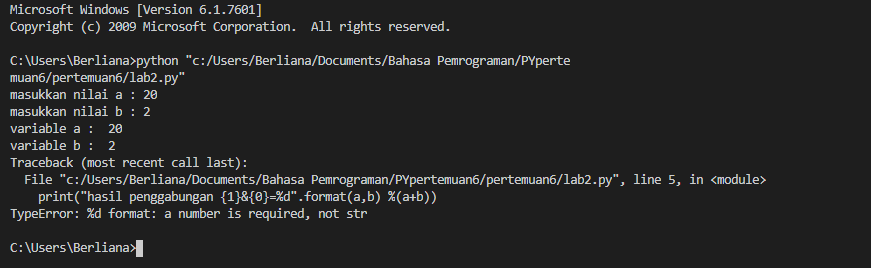 Microsoft Windows [Version 6.1.7601]
Copyright (c) 2009 Microsoft Corporation.  All rights reserved.
C:\Users\Berliana>python "c:/Users/Berliana/Documents/Bahasa Pemrograman/PYperte
muan6/pertemuan6/lab2.py"
masukkan nilai a : 20
masukkan nilai b : 2
variable a :  20
variable b :  2
Traceback (most recent call last):
  File "c:/Users/Berliana/Documents/Bahasa Pemrograman/PYpertemuan6/pertemuan6/lab2.py", line 5, in <module>
    print("hasil penggabungan {1}&{0}=%d".format(a,b) %(a+b))
TypeError: %d format: a number is required, not str
C:\Users\Berliana>